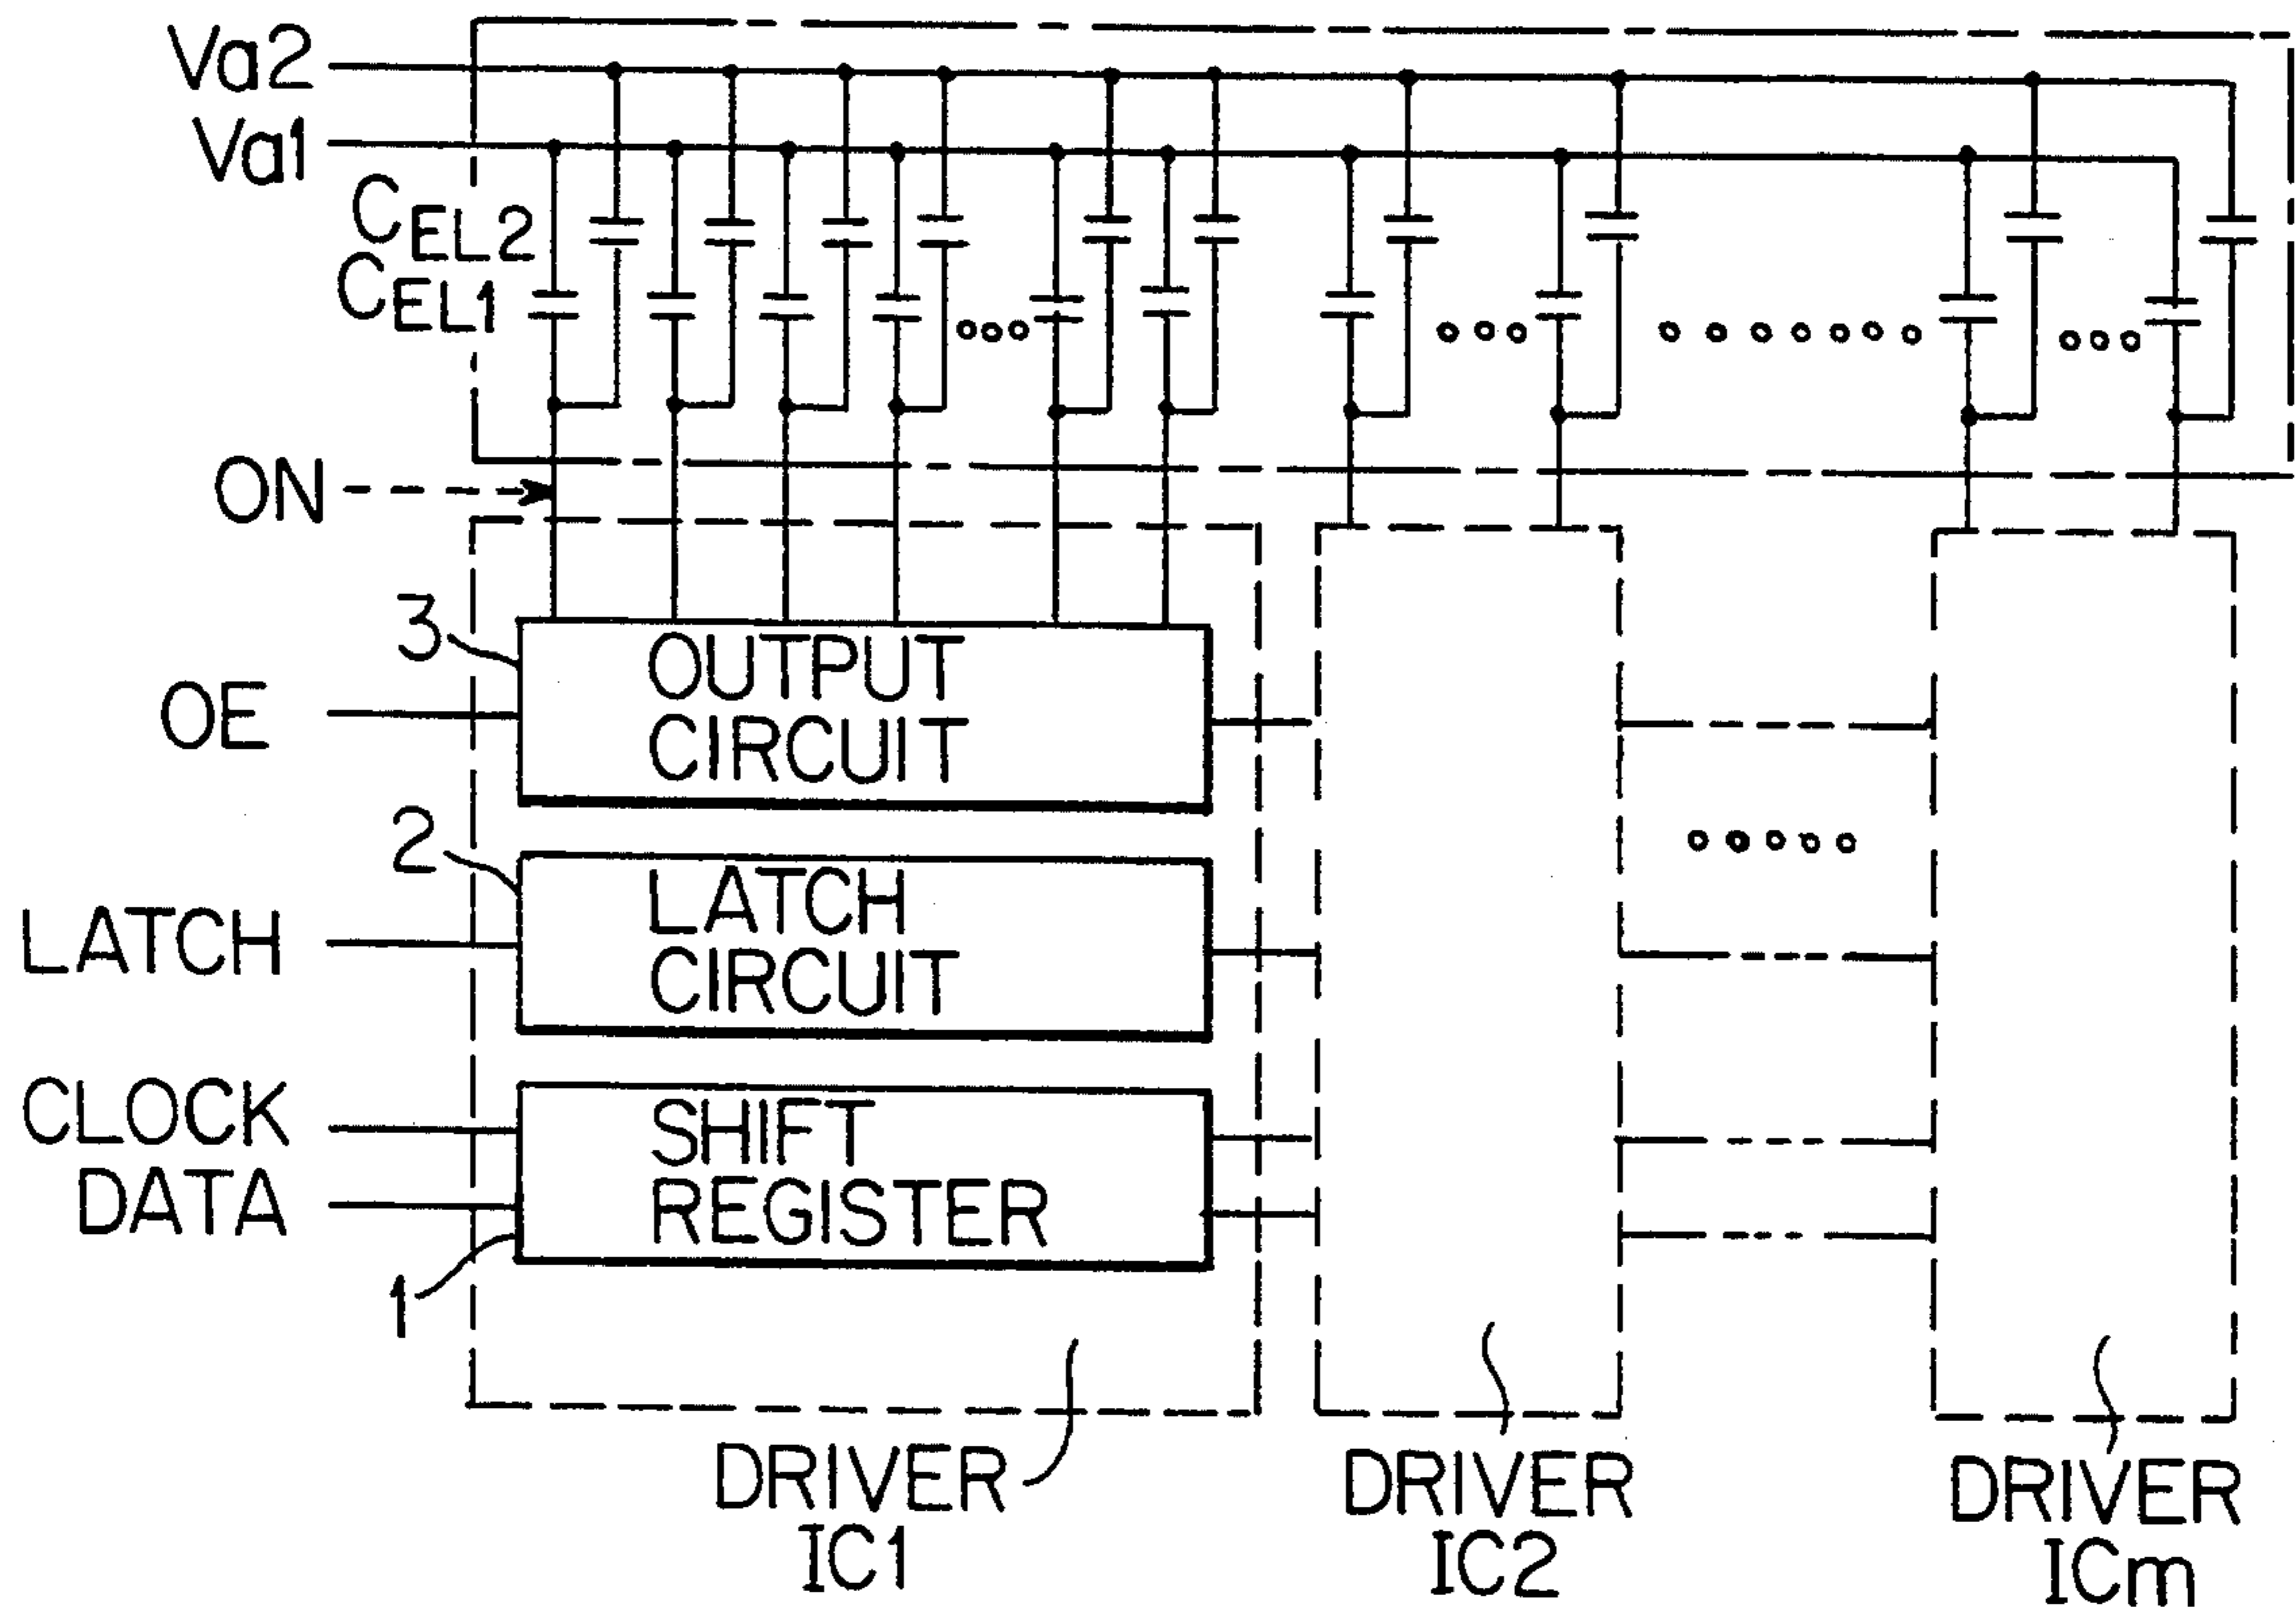 Va2
Va1
CEL2
CEL1
ON
3
OUTPUT
CIRCUIT
OE
2
LATCH
CIRCUIT
LATCH
CLOCK
DATA
SHIFT
REGISTER
1
DRIVER
IC1
DRIVER
IC2
DRIVER
ICm